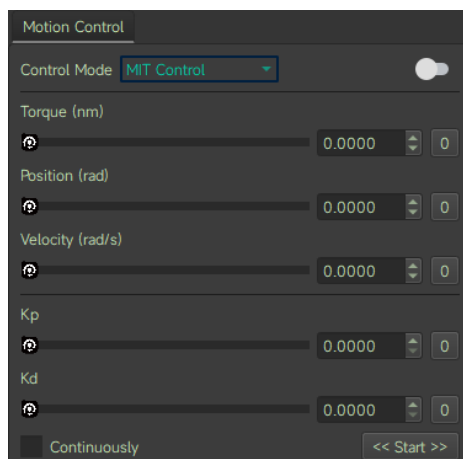 Motion Control
Control Mode MIT Control
Torque (nm)
0.0000 0
Position (rad)
0.0000 0
Velocity (rad/s)
0.0000 0
Kp
0.0000 0
Kd
0.0000 0
Continuously << Start >>